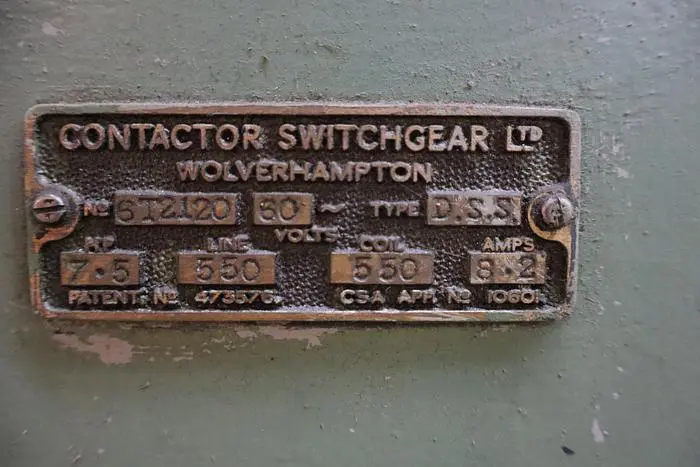 CONTACTOR SWITCHGEAR LTD
WOLVERHAMPTON
No 612120 60 ~ TYPE D.S.S
VOLTS
HP LINE COIL AMPS
7·5 550 550 8·2
PATENT No 473576 CSA APP. No 10601